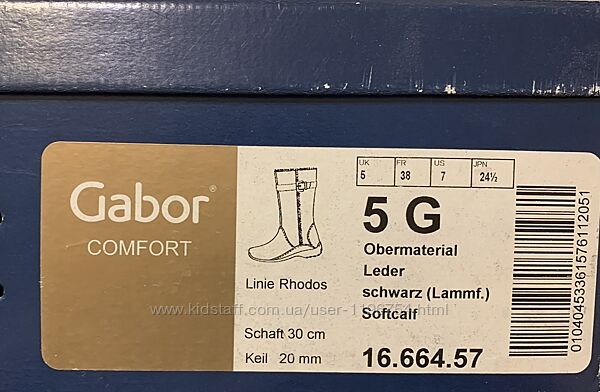 Gabor®
COMFORT
Linie Rhodos
Schaft 30 cm
Keil 20 mm
UK FR US JPN
5 38 7 24½
5 G
Obermaterial
Leder
schwarz (Lammf.)
Softcalf
16.664.57
0104045336157611205​1